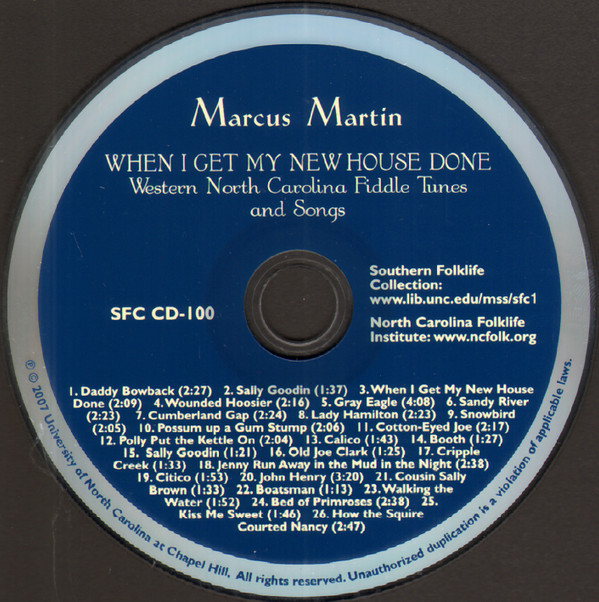 Marcus Martin
WHEN I GET MY NEW HOUSE DONE
Western North Carolina Fiddle Tunes
and Songs
SFC CD-100
Southern Folklife
Collection:
www.lib.unc.edu/mss/sfc1
North Carolina Folklife
Institute: www.ncfolk.org
1. Daddy Bowback (2:27) 2. Sally Goodin (1:37) 3. When I Get My New House
Done (2:09) 4. Wounded Hoosier (2:16) 5. Gray Eagle (4:08) 6. Sandy River
(2:23) 7. Cumberland Gap (2:24) 8. Lady Hamilton (2:23) 9. Snowbird
(2:05) 10. Possum up a Gum Stump (2:06) 11. Cotton-Eyed Joe (2:17)
12. Polly Put the Kettle On (2:04) 13. Calico (1:43) 14. Booth (1:27)
15. Sally Goodin (1:21) 16. Old Joe Clark (1:25) 17. Cripple
Creek (1:33) 18. Jenny Run Away in the Mud in the Night (2:38)
19. Citico (1:53) 20. John Henry (3:20) 21. Cousin Sally
Brown (1:33) 22. Boatsman (1:13) 23. Walking the
Water (1:52) 24. Bed of Primroses (2:38) 25.
Kiss Me Sweet (1:46) 26. How the Squire
Courted Nancy (2:47)
℗ © 2007 University of North Carolina at Chapel Hill. All rights reserved. Unauthorized duplication is a violation of applicable laws.